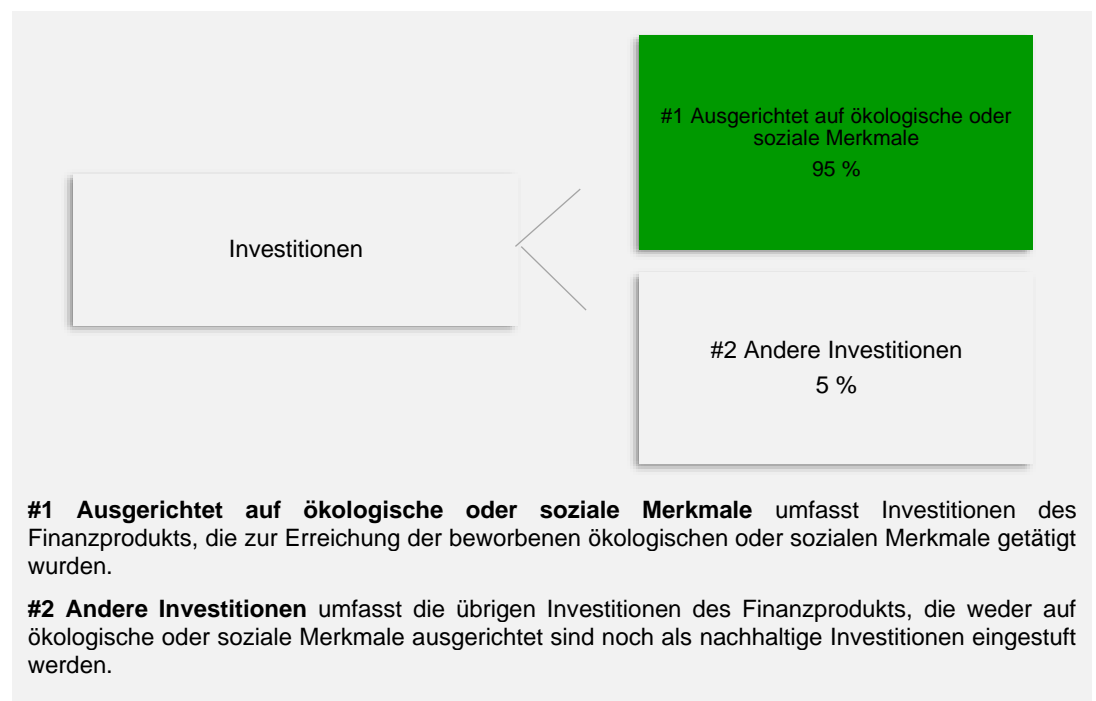 #1 Ausgerichtet auf ökologische oder
soziale Merkmale
95 %
Investitionen
#2 Andere Investitionen
5 %
#1 Ausgerichtet auf ökologische oder soziale Merkmale umfasst Investitionen des
Finanzprodukts, die zur Erreichung der beworbenen ökologischen oder sozialen Merkmale getätigt
wurden.
#2 Andere Investitionen umfasst die übrigen Investitionen des Finanzprodukts, die weder auf
ökologische oder soziale Merkmale ausgerichtet sind noch als nachhaltige Investitionen eingestuft
werden.